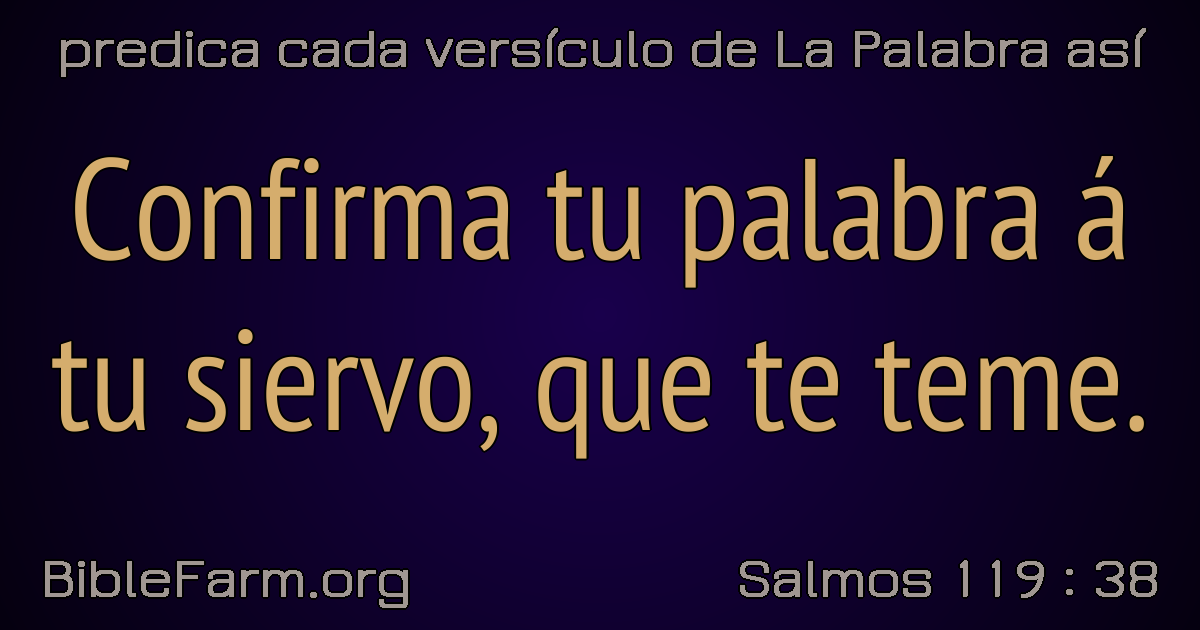 predica cada versículo de La Palabra así
Confirma tu palabra á
tu siervo, que te teme.
BibleFarm.org
Salmos 119 : 38